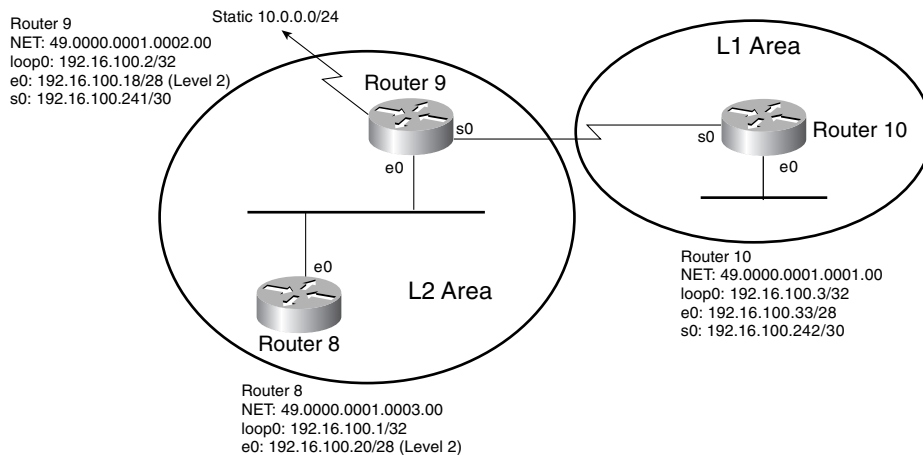 Router 9
NET: 49.0000.0001.0002.00
loop0: 192.16.100.2/32
e0: 192.16.100.18/28 (Level 2)
s0: 192.16.100.241/30
Static 10.0.0.0/24
Router 9
s0
e0
L1 Area
s0
Router 10
e0
e0
L2 Area
Router 8
Router 10
NET: 49.0000.0001.0001.00
loop0: 192.16.100.3/32
e0: 192.16.100.33/28
s0: 192.16.100.242/30
Router 8
NET: 49.0000.0001.0003.00
loop0: 192.16.100.1/32
e0: 192.16.100.20/28 (Level 2)